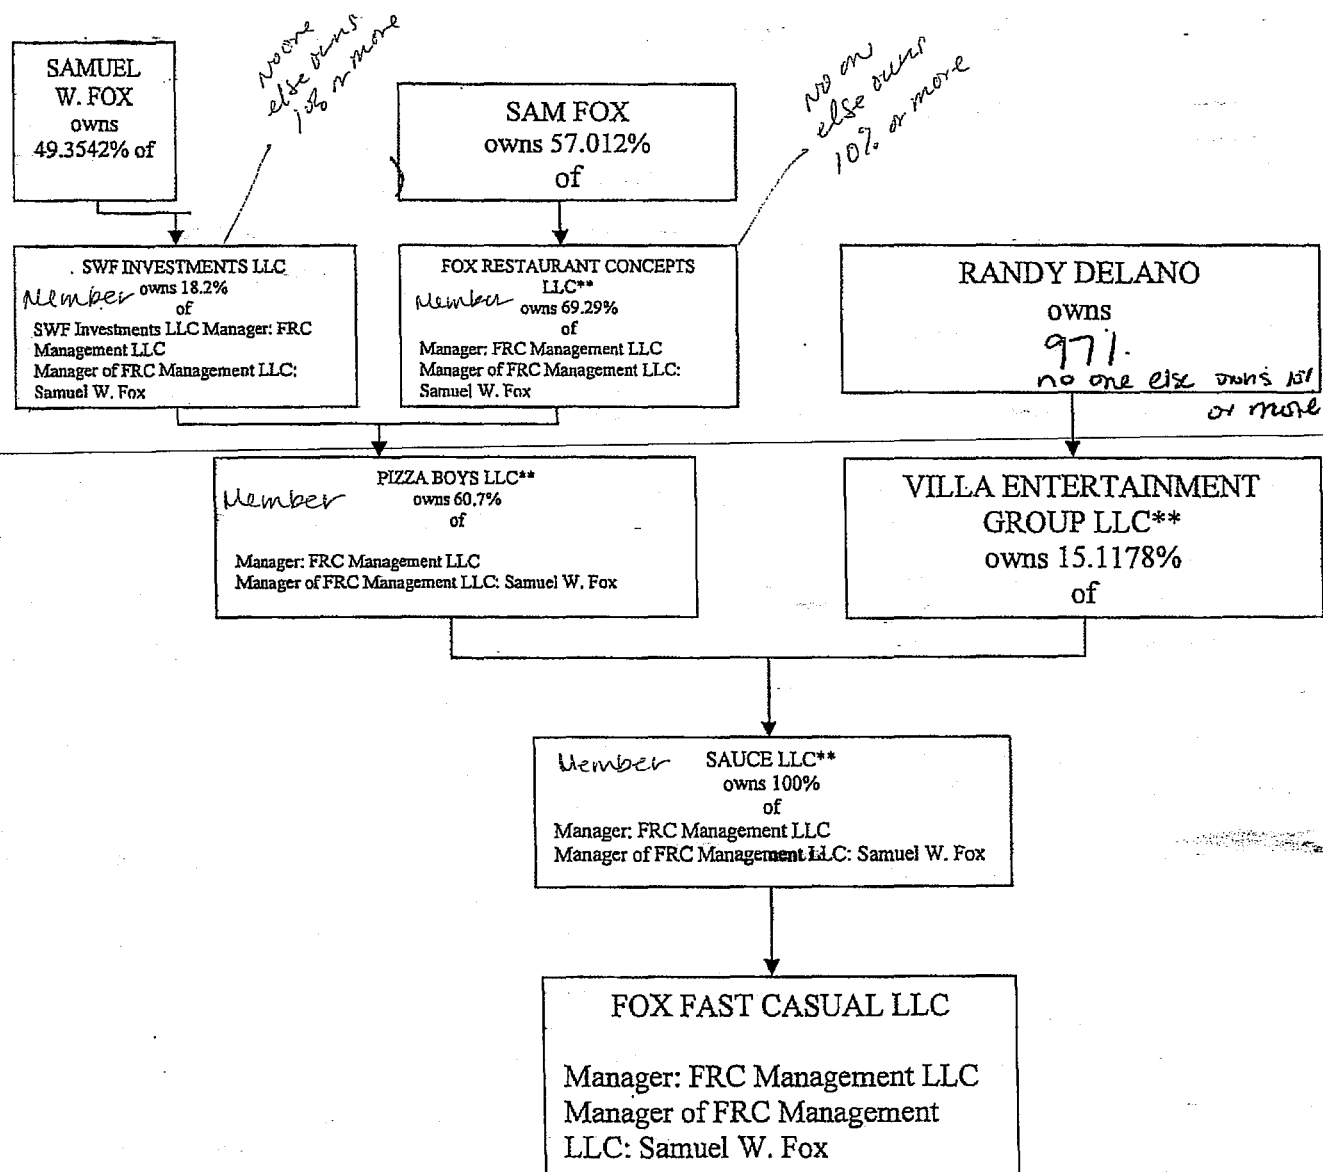 SAMUEL
W. FOX
owns
49.3542% of
No one
else owns
10% or more
SAM FOX
owns 57.012%
of
No on
else owns
10% or more
SWF INVESTMENTS LLC
Member owns 18.2%
of
SWF Investments LLC Manager: FRC
Management LLC
Manager of FRC Management LLC:
Samuel W. Fox
FOX RESTAURANT CONCEPTS
LLC**
Member owns 69.29%
of
Manager: FRC Management LLC
Manager of FRC Management LLC:
Samuel W. Fox
RANDY DELANO
owns
97%
no one else owns
or more
PIZZA BOYS LLC**
Member owns 60.7%
of
Manager: FRC Management LLC
Manager of FRC Management LLC: Samuel W. Fox
VILLA ENTERTAINMENT
GROUP LLC**
owns 15.1178%
of
Member SAUCE LLC**
owns 100%
of
Manager: FRC Management LLC
Manager of FRC Management LLC: Samuel W. Fox
FOX FAST CASUAL LLC
Manager: FRC Management LLC
Manager of FRC Management
LLC: Samuel W. Fox